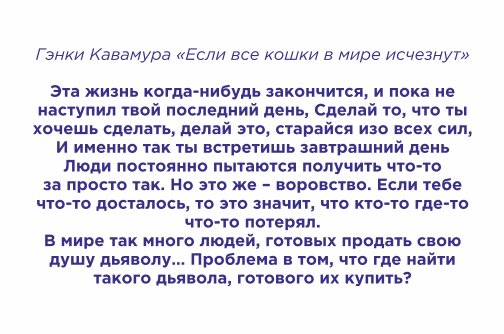 Гэнки Кавамура «Если все кошки в мире исчезнут»
Эта жизнь когда-нибудь закончится, и пока не
наступил твой последний день, Сделай то, что ты
хочешь сделать, делай это, старайся изо всех сил,
И именно так ты встретишь завтрашний день
Люди постоянно пытаются получить что-то
за просто так. Но это же – воровство. Если тебе
что-то досталось, то это значит, что кто-то где-то
что-то потерял.
В мире так много людей, готовых продать свою
душу дьяволу... Проблема в том, что где найти
такого дьявола, готового их купить?